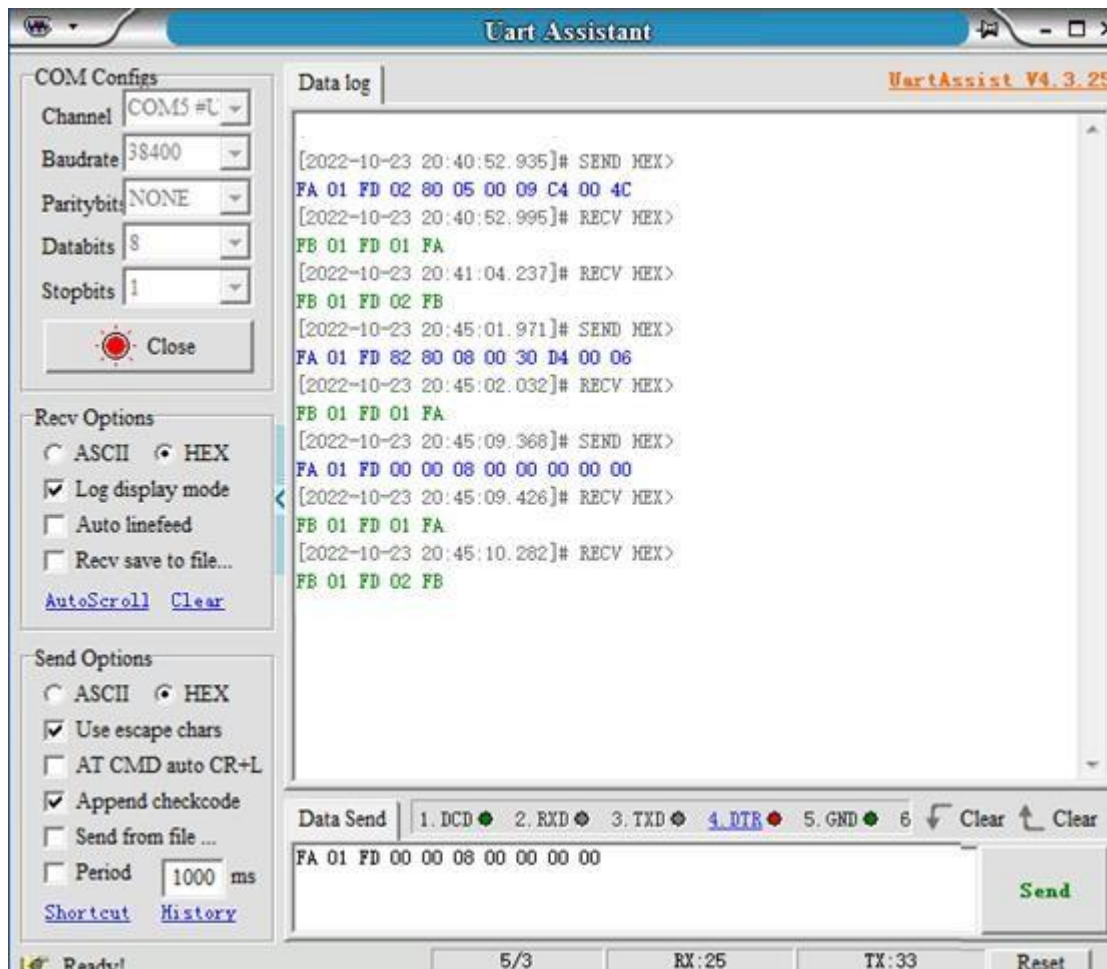 Uart Assistant
COM Configs
Channel COM5 #U
Baudrate 38400
Paritybits NONE
Databits 8
Stopbits 1
Close
Recv Options
ASCII HEX
Log display mode
Auto linefeed
Recv save to file...
AutoScroll Clear
Send Options
ASCII HEX
Use escape chars
AT CMD auto CR+L
Append checkcode
Send from file ...
Period 1000 ms
Shortcut History
Data log UartAssist V4.3.25
[2022-10-23 20:40:52.935]# SEND HEX>
FA 01 FD 02 80 05 00 09 C4 00 4C
[2022-10-23 20:40:52.995]# RECV HEX>
FB 01 FD 01 FA
[2022-10-23 20:41:04.237]# RECV HEX>
FB 01 FD 02 FB
[2022-10-23 20:45:01.971]# SEND HEX>
FA 01 FD 82 80 08 00 30 D4 00 06
[2022-10-23 20:45:02.032]# RECV HEX>
FB 01 FD 01 FA
[2022-10-23 20:45:09.368]# SEND HEX>
FA 01 FD 00 00 08 00 00 00 00 00
[2022-10-23 20:45:09.426]# RECV HEX>
FB 01 FD 01 FA
[2022-10-23 20:45:10.282]# RECV HEX>
FB 01 FD 02 FB
Data Send 1. DCD 2. RXD 3. TXD 4. DTR 5. GND 6 Clear Clear
FA 01 FD 00 00 08 00 00 00 00
Send
Ready! 5/3 RX:25 TX:33 Reset